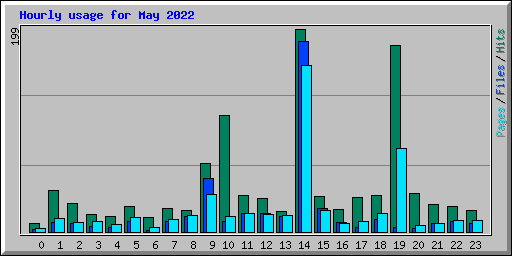 Hourly usage for May 2022
199
Pages/Files/Hits
0 1 2 3 4 5 6 7 8 9 10 11 12 13 14 15 16 17 18 19 20 21 22 23